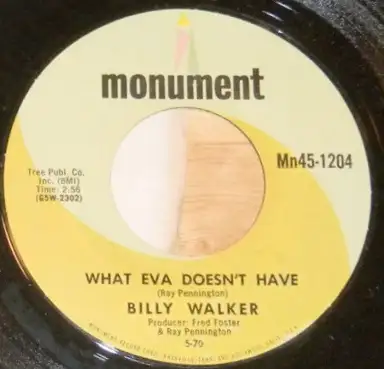 monument
Mn45-1204
Tree Publ. Co.
Inc. (BMI)
Time: 2:56
(65W-2302)
WHAT EVA DOESN'T HAVE
(Ray Pennington)
BILLY WALKER
Producer: Fred Foster
& Ray Pennington
5-70